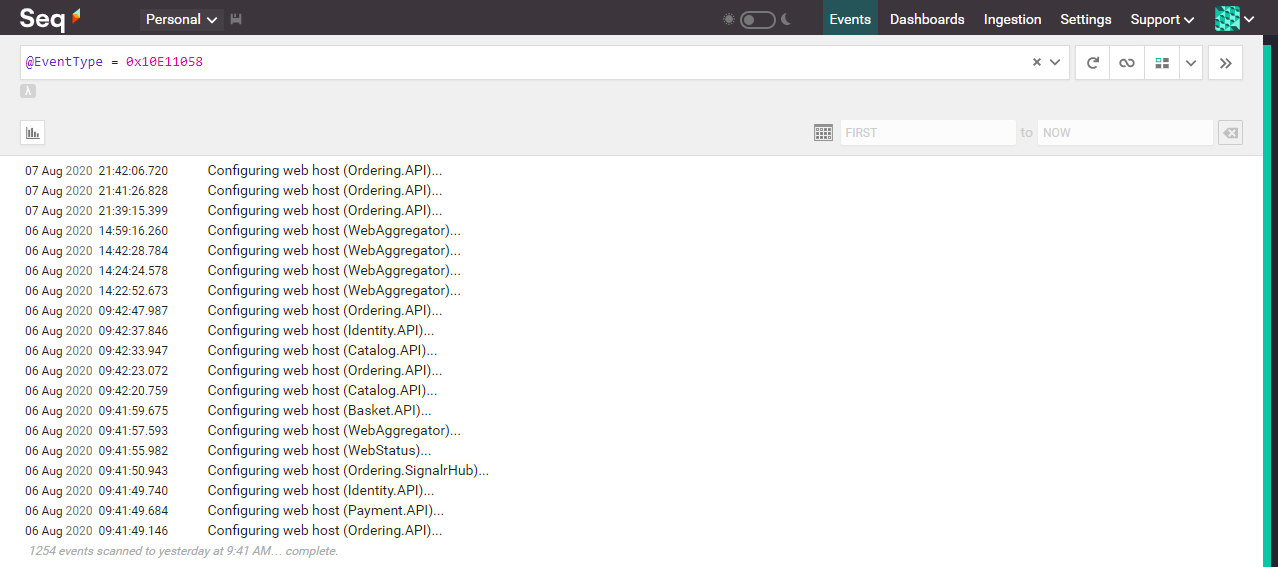 Seq Personal Events Dashboards Ingestion Settings Support
@EventType = 0x10E11058
λ
FIRST to NOW
07 Aug 2020 21:42:06.720 Configuring web host (Ordering.API)...
07 Aug 2020 21:41:26.828 Configuring web host (Ordering.API)...
07 Aug 2020 21:39:15.399 Configuring web host (Ordering.API)...
06 Aug 2020 14:59:16.260 Configuring web host (WebAggregator)...
06 Aug 2020 14:42:28.784 Configuring web host (WebAggregator)...
06 Aug 2020 14:24:24.578 Configuring web host (WebAggregator)...
06 Aug 2020 14:22:52.673 Configuring web host (WebAggregator)...
06 Aug 2020 09:42:47.987 Configuring web host (Ordering.API)...
06 Aug 2020 09:42:37.846 Configuring web host (Identity.API)...
06 Aug 2020 09:42:33.947 Configuring web host (Catalog.API)...
06 Aug 2020 09:42:23.072 Configuring web host (Ordering.API)...
06 Aug 2020 09:42:20.759 Configuring web host (Catalog.API)...
06 Aug 2020 09:41:59.675 Configuring web host (Basket.API)...
06 Aug 2020 09:41:57.593 Configuring web host (WebAggregator)...
06 Aug 2020 09:41:55.982 Configuring web host (WebStatus)...
06 Aug 2020 09:41:50.943 Configuring web host (Ordering.SignalrHub)...
06 Aug 2020 09:41:49.740 Configuring web host (Identity.API)...
06 Aug 2020 09:41:49.684 Configuring web host (Payment.API)...
06 Aug 2020 09:41:49.146 Configuring web host (Ordering.API)...
1254 events scanned to yesterday at 9:41 AM... complete.